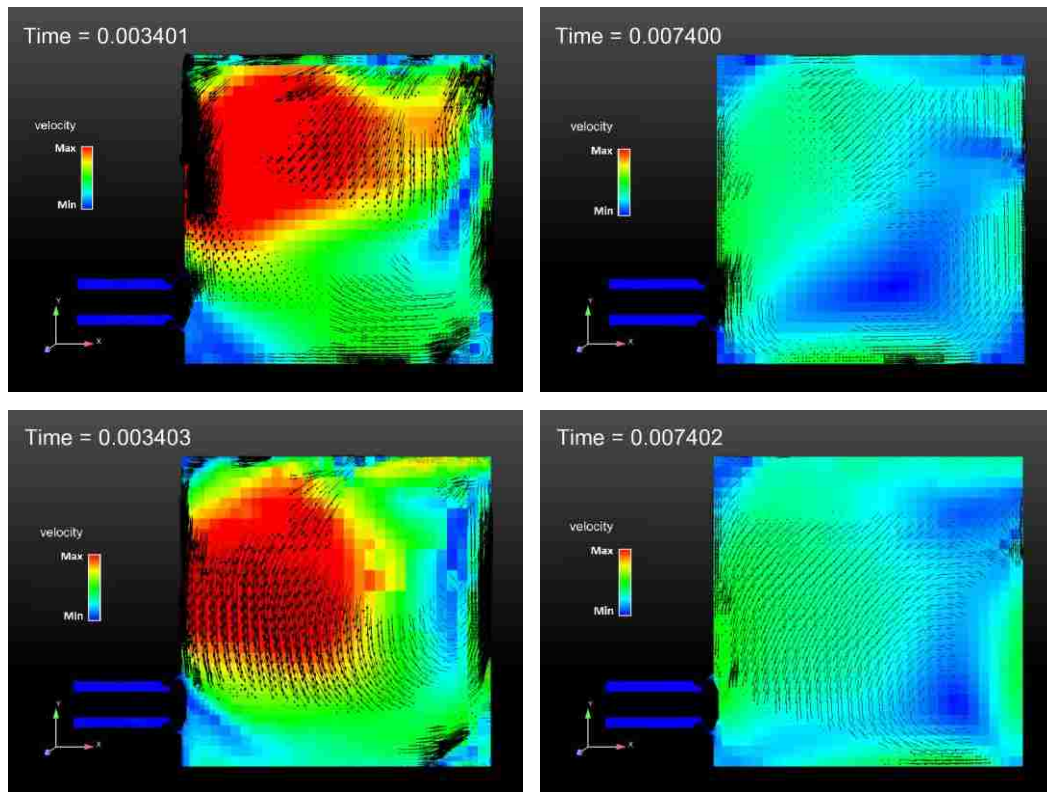 Time = 0.003401
velocity
Max
Min
Y
X
Time = 0.007400
velocity
Max
Min
Y
X
Time = 0.003403
velocity
Max
Min
Y
X
Time = 0.007402
velocity
Max
Min
Y
X